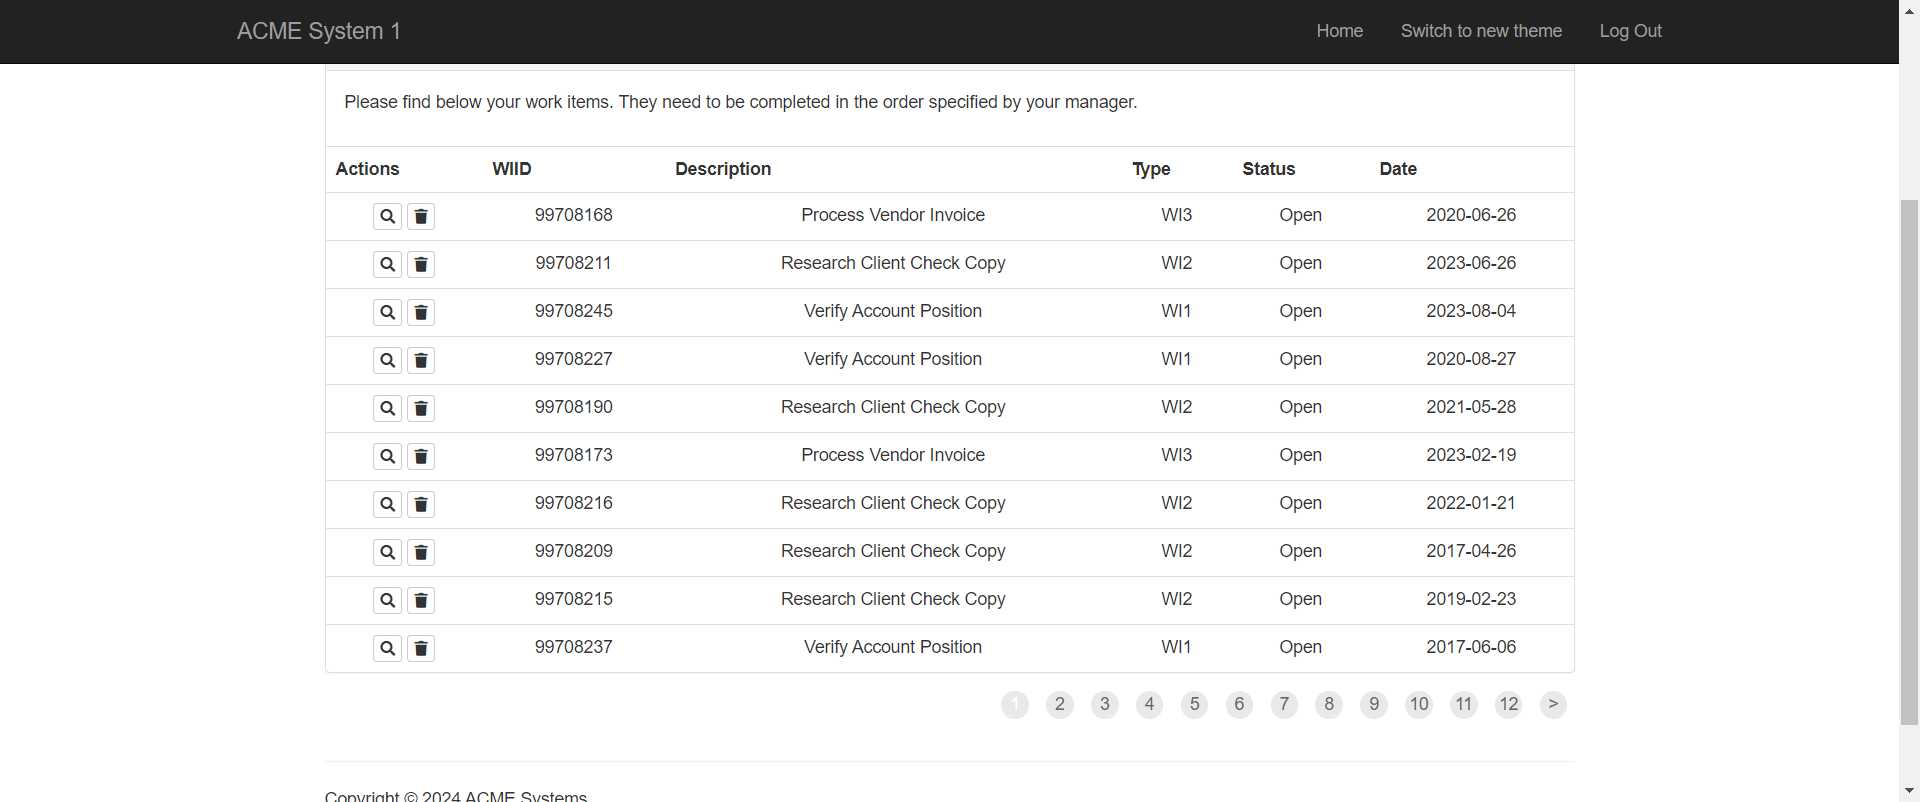 ACME System 1 Home Switch to new theme Log Out
Please find below your work items. They need to be completed in the order specified by your manager.
Actions WIID Description Type Status Date
99708168 Process Vendor Invoice WI3 Open 2020-06-26
99708211 Research Client Check Copy WI2 Open 2023-06-26
99708245 Verify Account Position WI1 Open 2023-08-04
99708227 Verify Account Position WI1 Open 2020-08-27
99708190 Research Client Check Copy WI2 Open 2021-05-28
99708173 Process Vendor Invoice WI3 Open 2023-02-19
99708216 Research Client Check Copy WI2 Open 2022-01-21
99708209 Research Client Check Copy WI2 Open 2017-04-26
99708215 Research Client Check Copy WI2 Open 2019-02-23
99708237 Verify Account Position WI1 Open 2017-06-06
1 2 3 4 5 6 7 8 9 10 11 12 >
Copyright © 2024 ACME Systems